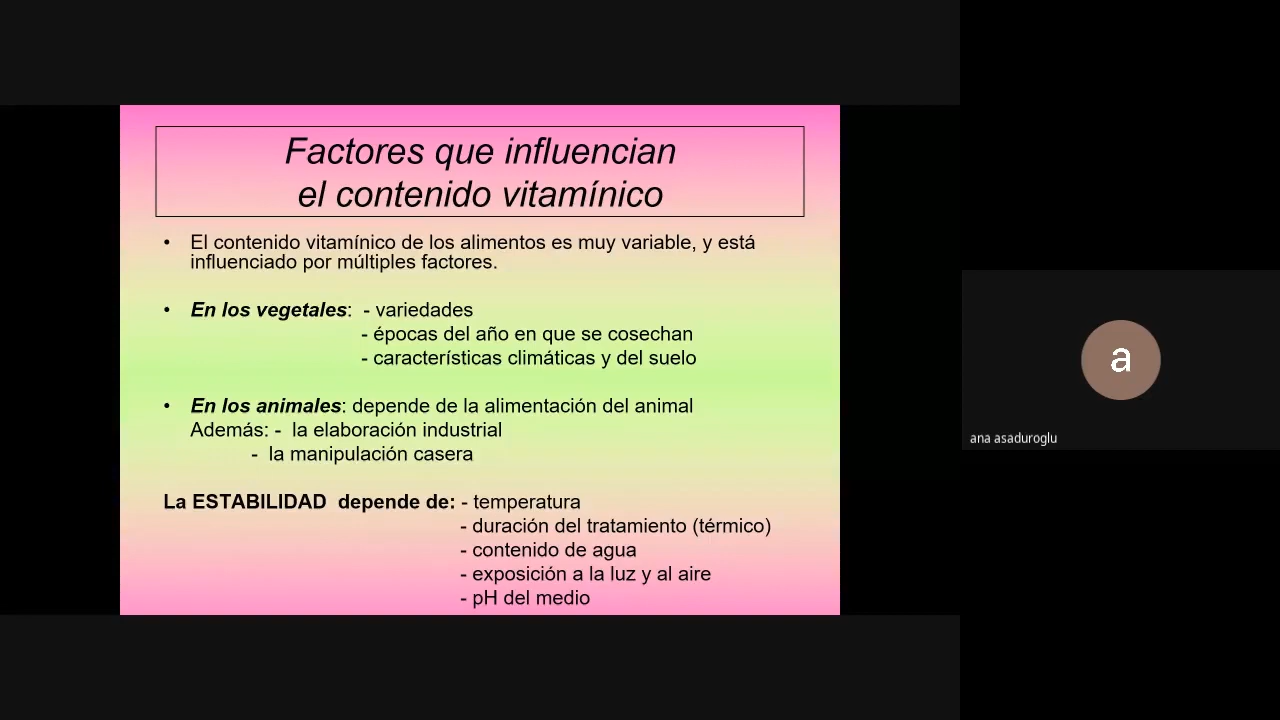 Factores que influencian
el contenido vitamínico
• El contenido vitamínico de los alimentos es muy variable, y está
influenciado por múltiples factores.
• En los vegetales: - variedades
- épocas del año en que se cosechan
- características climáticas y del suelo
• En los animales: depende de la alimentación del animal
Además: - la elaboración industrial
- la manipulación casera
La ESTABILIDAD depende de: - temperatura
- duración del tratamiento (térmico)
- contenido de agua
- exposición a la luz y al aire
- pH del medio
a
ana asaduroglu